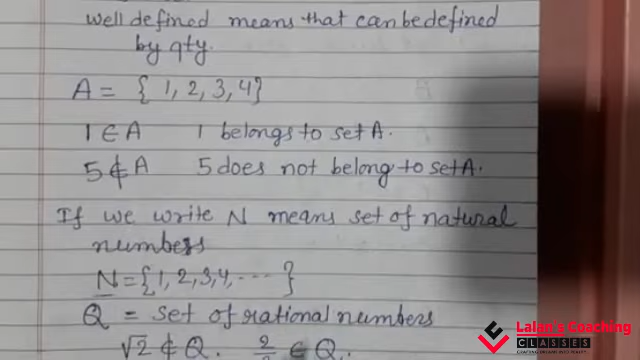 well defined means that can be defined
by qty.
A = { 1, 2, 3, 4}
1 ∈ A 1 belongs to set A.
5 ∉ A 5 does not belong to set A.
If we write N means set of natural
numbers
N = {1, 2, 3, 4, ---- }
Q = set of rational numbers
√2 ∉ Q. 2 ∈ Q.
Lalan's Coaching
CLASSES